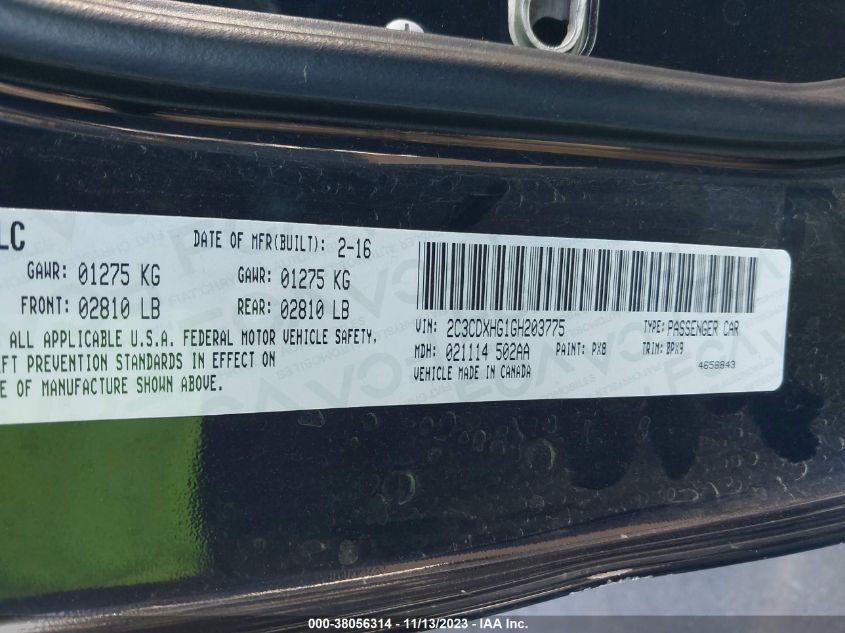 LC
DATE OF MFR(BUILT): 2-16
GAWR: 01275 KG GAWR: 01275 KG
FRONT: 02810 LB REAR: 02810 LB
ALL APPLICABLE U.S.A. FEDERAL MOTOR VEHICLE SAFETY,
EFT PREVENTION STANDARDS IN EFFECT ON
E OF MANUFACTURE SHOWN ABOVE.
VIN: 2C3CDXHG1GH203775 TYPE: PASSENGER CAR
MDH: 021114 502AA PAINT: PX8 TRIM: BPX9
VEHICLE MADE IN CANADA 4658843
000-38056314 - 11/13/2023 - IAA Inc.